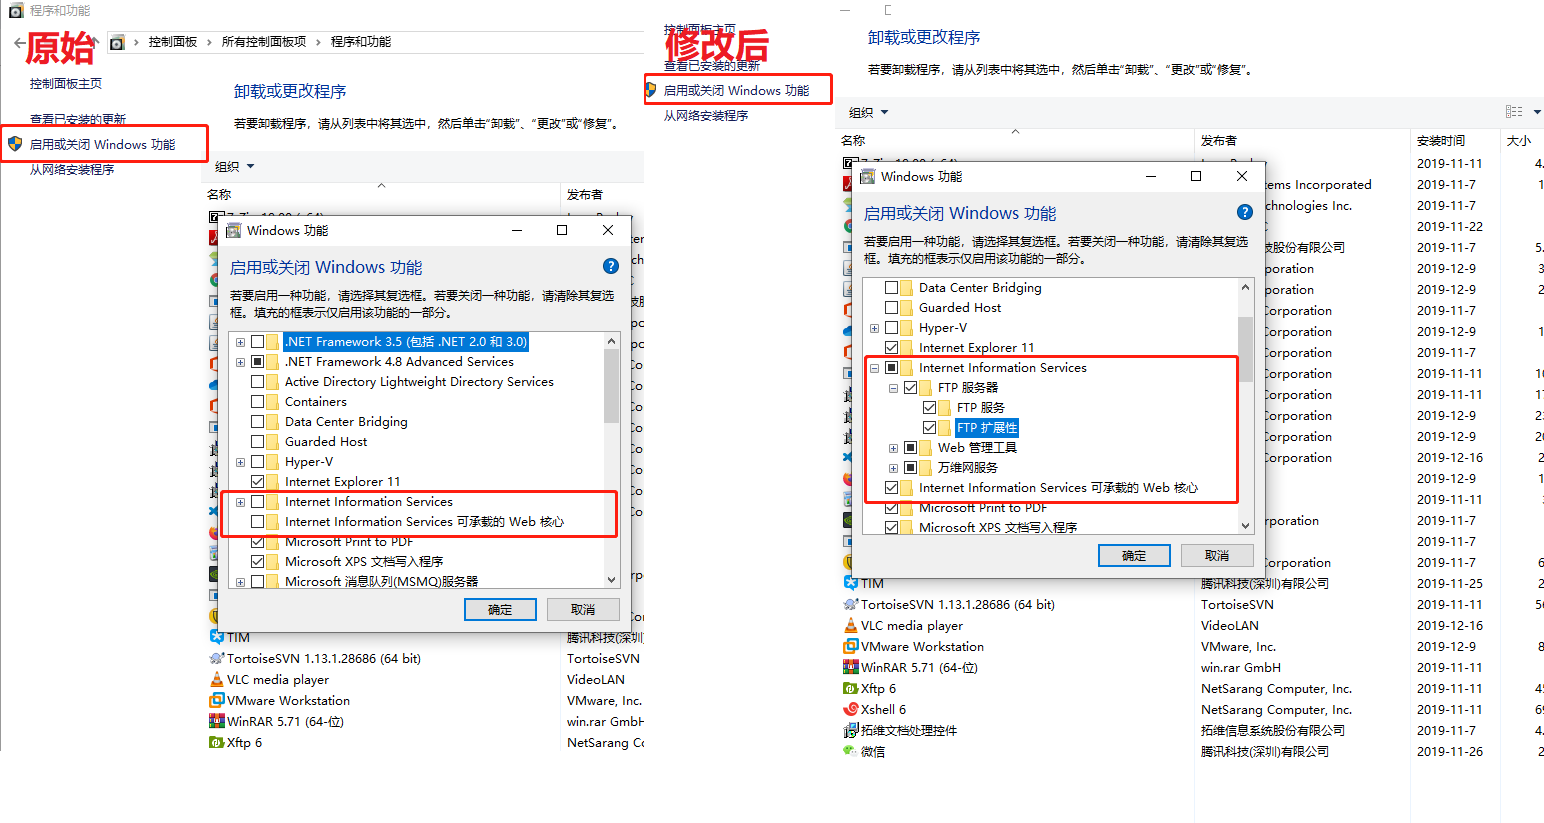 程序和功能
原始
控制面板 › 所有控制面板项 › 程序和功能
控制面板主页
查看已安装的更新
启用或关闭 Windows 功能
从网络安装程序
卸载或更改程序
若要卸载程序，请从列表中将其选中，然后单击“卸载”、“更改”或“修复”。
组织
名称
发布者
Windows 功能
启用或关闭 Windows 功能
若要启用一种功能，请选择其复选框。若要关闭一种功能，请清除其复选
框。填充的框表示仅启用该功能的一部分。
.NET Framework 3.5 (包括 .NET 2.0 和 3.0)
.NET Framework 4.8 Advanced Services
Active Directory Lightweight Directory Services
Containers
Data Center Bridging
Guarded Host
Hyper-V
Internet Explorer 11
Internet Information Services
Internet Information Services 可承载的 Web 核心
Microsoft Print to PDF
Microsoft XPS 文档写入程序
Microsoft 消息队列(MSMQ)服务器
确定
取消
TIM
腾讯科技(深圳
TortoiseSVN 1.13.1.28686 (64 bit)
TortoiseSVN
VLC media player
VideoLAN
VMware Workstation
VMware, Inc.
WinRAR 5.71 (64-位)
win.rar GmbH
Xftp 6
NetSarang Co
控制面板主页
修改后
查看已安装的更新
启用或关闭 Windows 功能
从网络安装程序
卸载或更改程序
若要卸载程序，请从列表中将其选中，然后单击“卸载”、“更改”或“修复”。
组织
名称
发布者
安装时间
大小
2019-11-11
4.
tems Incorporated
2019-11-7
1
chnologies Inc.
2019-11-7
2019-11-22
技股份有限公司
2019-11-7
5.
rporation
2019-12-9
3
rporation
2019-12-9
2
Corporation
2019-11-7
Corporation
2019-12-9
1
Corporation
2019-11-7
Corporation
2019-11-7
10
Corporation
2019-11-7
17
Corporation
2019-12-9
23
Corporation
2019-12-9
20
Corporation
2019-12-16
2
2019-12-9
1
2019-11-11
3
rporation
2019-11-7
2019-11-7
Corporation
2019-11-7
6
Windows 功能
启用或关闭 Windows 功能
若要启用一种功能，请选择其复选框。若要关闭一种功能，请清除其复选
框。填充的框表示仅启用该功能的一部分。
Data Center Bridging
Guarded Host
Hyper-V
Internet Explorer 11
Internet Information Services
FTP 服务器
FTP 服务
FTP 扩展性
Web 管理工具
万维网服务
Internet Information Services 可承载的 Web 核心
Microsoft Print to PDF
Microsoft XPS 文档写入程序
确定
取消
TIM
腾讯科技(深圳)有限公司
2019-11-25
2
TortoiseSVN 1.13.1.28686 (64 bit)
TortoiseSVN
2019-11-11
56
VLC media player
VideoLAN
2019-12-16
VMware Workstation
VMware, Inc.
2019-12-9
8
WinRAR 5.71 (64-位)
win.rar GmbH
2019-11-11
Xftp 6
NetSarang Computer, Inc.
2019-11-11
45
Xshell 6
NetSarang Computer, Inc.
2019-11-11
69
拓维文档处理控件
拓维信息系统股份有限公司
2019-11-7
4.
微信
腾讯科技(深圳)有限公司
2019-11-26
2